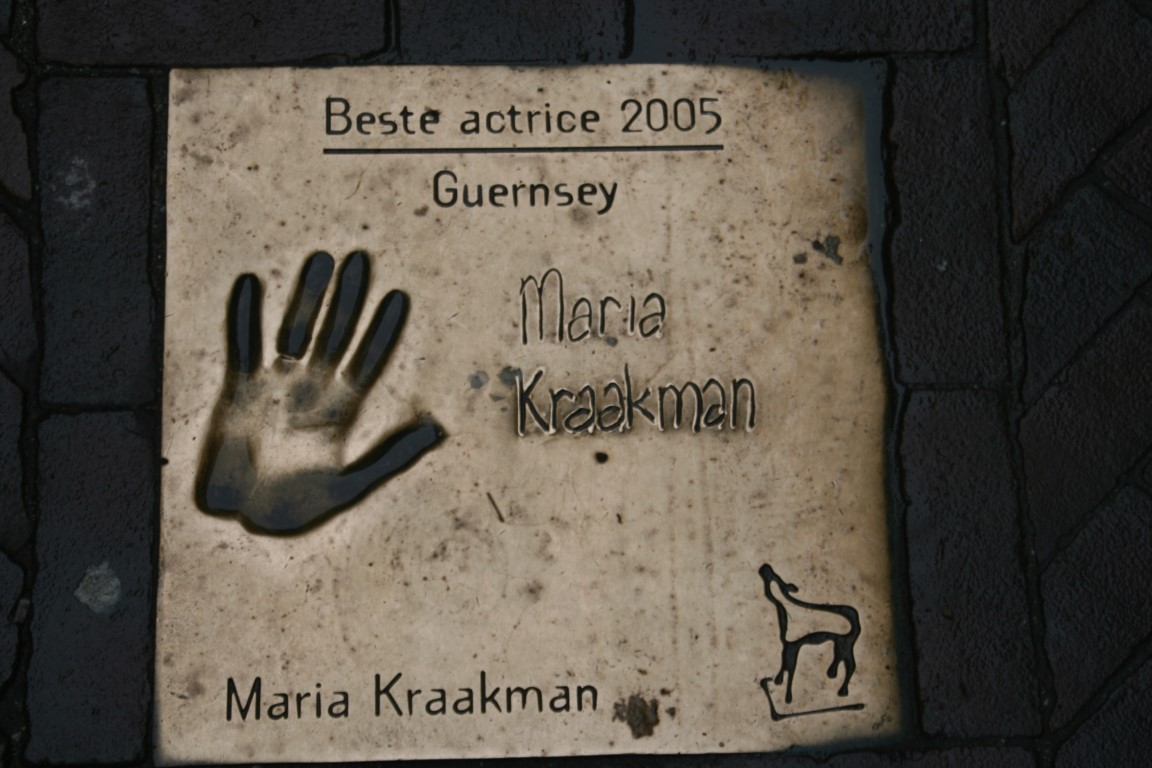 Beste actrice 2005
Guernsey
Maria
Kraakman
Maria Kraakman